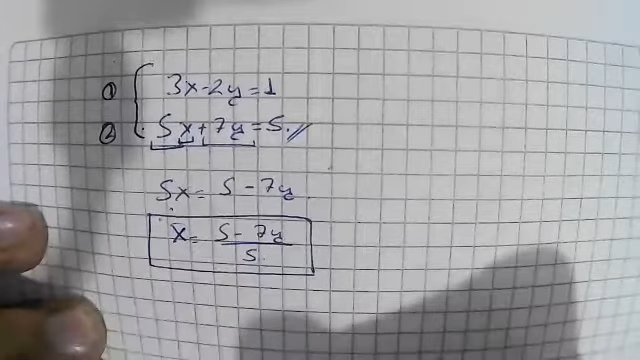 ① { 3x-2y=1
② { 5x+7y=5.//
5x= 5-7y
x= 5-7y
5